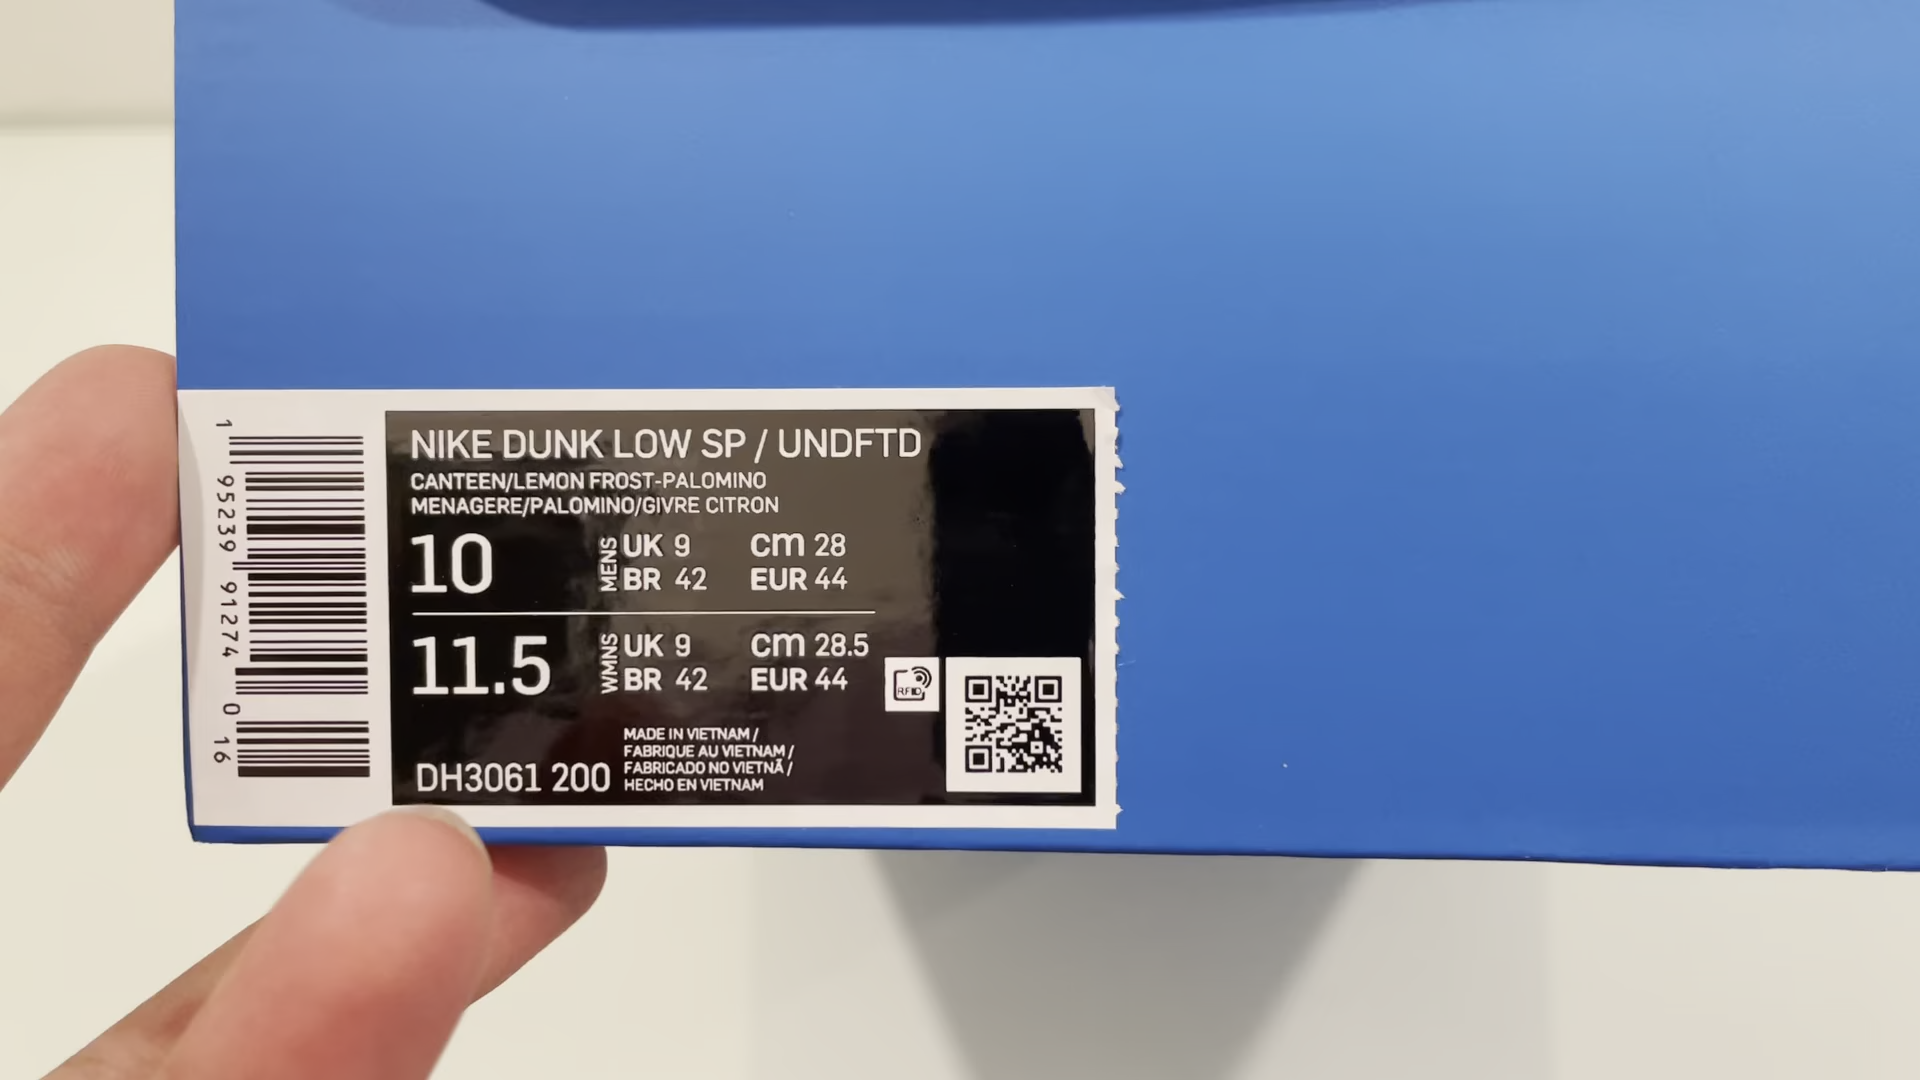 NIKE DUNK LOW SP / UNDFTD
CANTEEN/LEMON FROST-PALOMINO
MENAGERE/PALOMINO/GIVRE CITRON
10 MENS UK 9 cm 28
BR 42 EUR 44
11.5 WMNS UK 9 cm 28.5
BR 42 EUR 44
RFID
MADE IN VIETNAM /
FABRIQUE AU VIETNAM /
FABRICADO NO VIETNÃ /
HECHO EN VIETNAM
DH3061 200
1 95239 91274 0 16